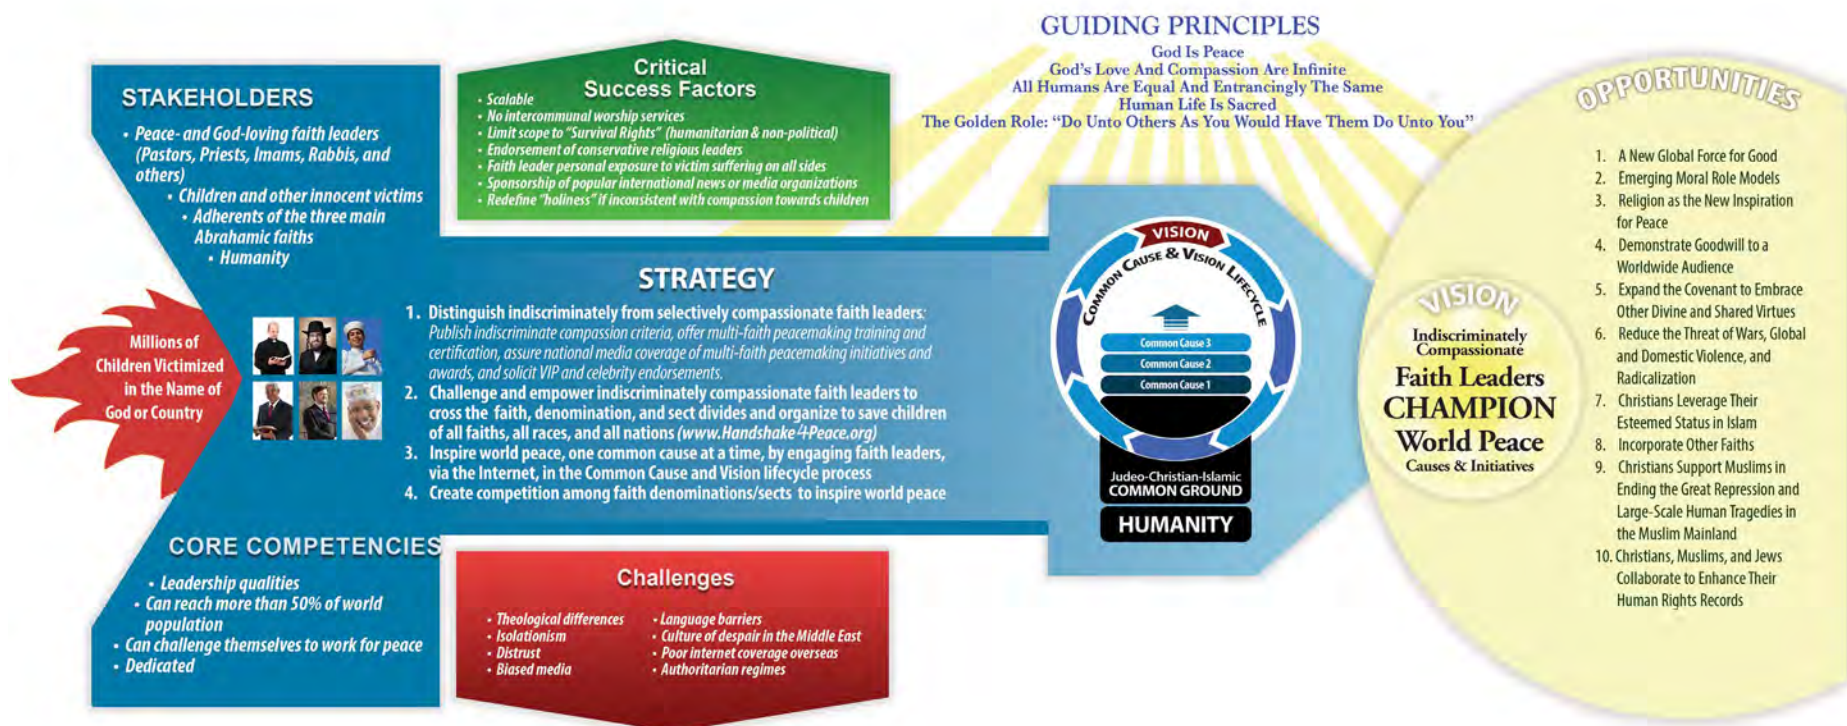 STAKEHOLDERS
• Peace- and God-loving faith leaders
(Pastors, Priests, Imams, Rabbis, and
others)
• Children and other innocent victims
• Adherents of the three main
Abrahamic faiths
• Humanity
Millions of
Children Victimized
in the Name of
God or Country
CORE COMPETENCIES
• Leadership qualities
• Can reach more than 50% of world
population
• Can challenge themselves to work for peace
• Dedicated
Critical
Success Factors
• Scalable
• No intercommunal worship services
• Limit scope to "Survival Rights" (humanitarian & non-political)
• Endorsement of conservative religious leaders
• Faith leader personal exposure to victim suffering on all sides
• Sponsorship of popular international news or media organizations
• Redefine "holiness" if inconsistent with compassion towards children
STRATEGY
1. Distinguish indiscriminately from selectively compassionate faith leaders:
Publish indiscriminate compassion criteria, offer multi-faith peacemaking training and
certification, assure national media coverage of multi-faith peacemaking initiatives and
awards, and solicit VIP and celebrity endorsements.
2. Challenge and empower indiscriminately compassionate faith leaders to
cross the faith, denomination, and sect divides and organize to save children
of all faiths, all races, and all nations (www.Handshake4Peace.org)
3. Inspire world peace, one common cause at a time, by engaging faith leaders,
via the Internet, in the Common Cause and Vision lifecycle process
4. Create competition among faith denominations/sects to inspire world peace
Challenges
• Theological differences
• Isolationism
• Distrust
• Biased media
• Language barriers
• Culture of despair in the Middle East
• Poor internet coverage overseas
• Authoritarian regimes
GUIDING PRINCIPLES
God Is Peace
God's Love And Compassion Are Infinite
All Humans Are Equal And Entrancingly The Same
Human Life Is Sacred
The Golden Role: "Do Unto Others As You Would Have Them Do Unto You"
VISION
COMMON CAUSE & VISION LIFECYCLE
Common Cause 3
Common Cause 2
Common Cause 1
Judeo-Christian-Islamic
COMMON GROUND
HUMANITY
VISION
Indiscriminately
Compassionate
Faith Leaders
CHAMPION
World Peace
Causes & Initiatives
OPPORTUNITIES
1. A New Global Force for Good
2. Emerging Moral Role Models
3. Religion as the New Inspiration
for Peace
4. Demonstrate Goodwill to a
Worldwide Audience
5. Expand the Covenant to Embrace
Other Divine and Shared Virtues
6. Reduce the Threat of Wars, Global
and Domestic Violence, and
Radicalization
7. Christians Leverage Their
Esteemed Status in Islam
8. Incorporate Other Faiths
9. Christians Support Muslims in
Ending the Great Repression and
Large-Scale Human Tragedies in
the Muslim Mainland
10. Christians, Muslims, and Jews
Collaborate to Enhance Their
Human Rights Records